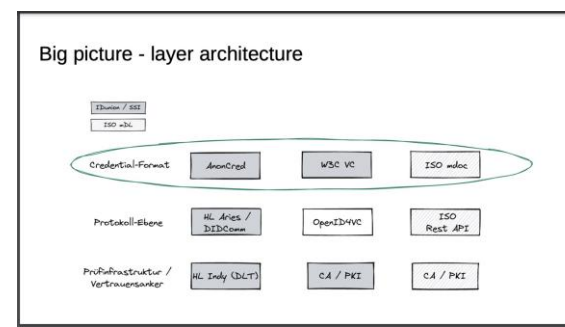 Big picture - layer architecture
IDunion / SSI
ISO mDL
Credential-Format
AnonCred
W3C VC
ISO mdoc
Protokoll-Ebene
HL Aries /
DIDComm
OpenID4VC
ISO
Rest API
Prüfinfrastruktur /
Vertrauensanker
HL Indy (DLT)
CA / PKI
CA / PKI